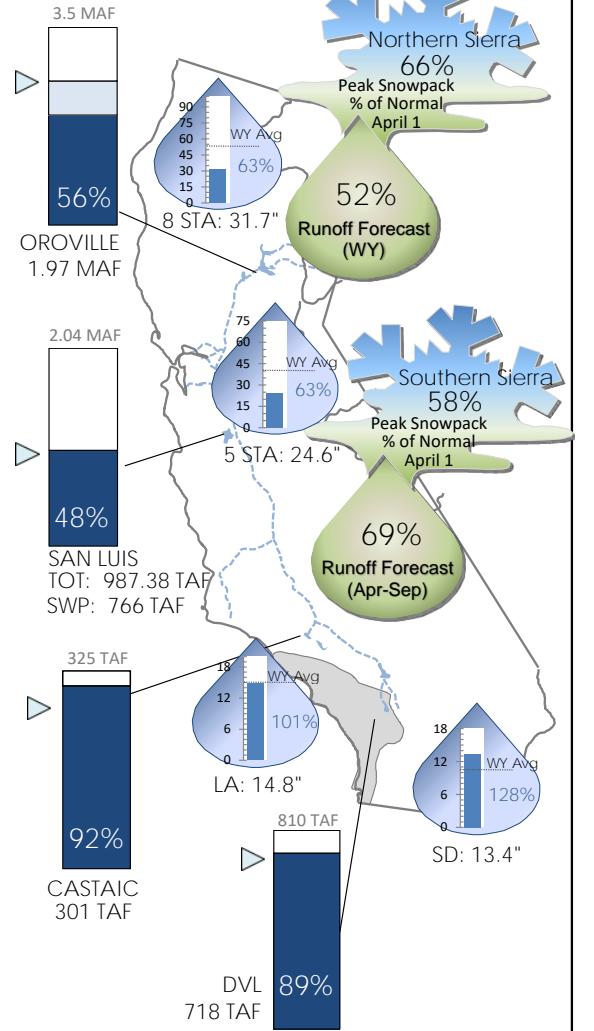 3.5 MAF
56%
OROVILLE
1.97 MAF
Northern Sierra
66%
Peak Snowpack
% of Normal
April 1
52%
Runoff Forecast
(WY)
90
75
60
45
30
15
0
WY Avg
63%
8 STA: 31.7"
2.04 MAF
48%
SAN LUIS
TOT: 987.38 TAF
SWP: 766 TAF
75
60
45
30
15
0
WY Avg
63%
5 STA: 24.6"
Southern Sierra
58%
Peak Snowpack
% of Normal
April 1
69%
Runoff Forecast
(Apr-Sep)
325 TAF
92%
CASTAIC
301 TAF
18
12
6
0
WY Avg
101%
LA: 14.8"
18
12
6
0
WY Avg
128%
SD: 13.4"
810 TAF
89%
DVL
718 TAF